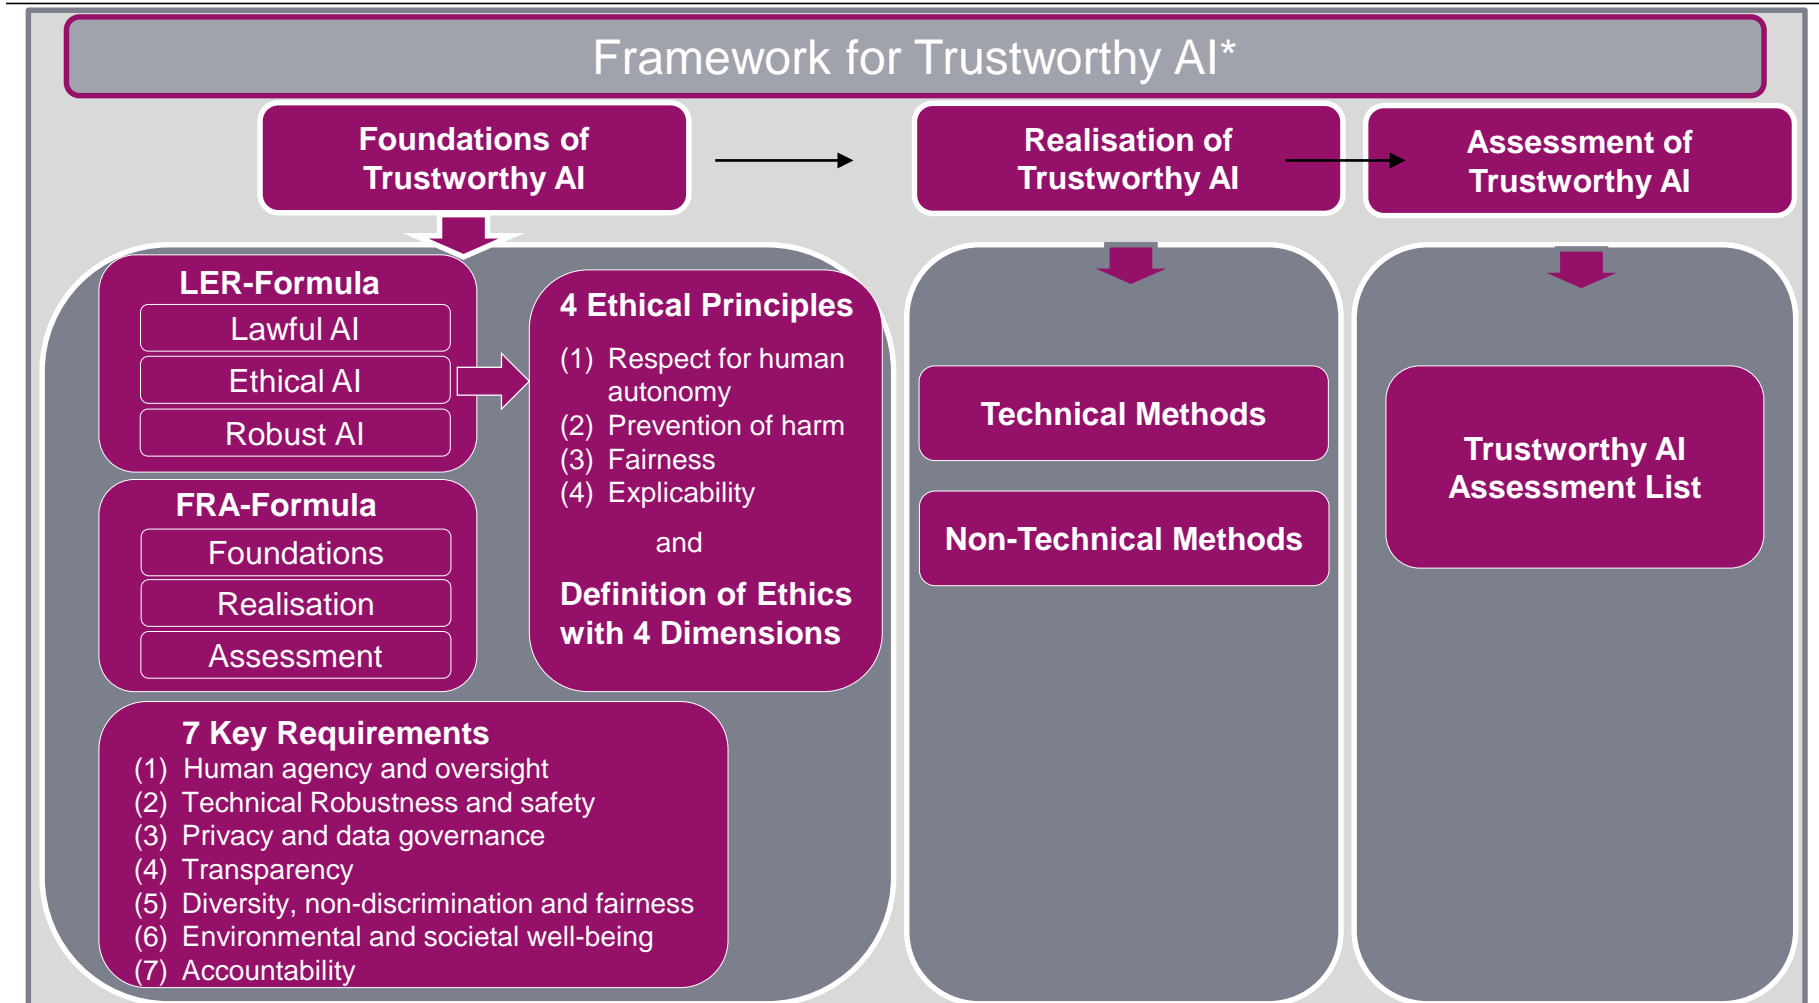 Framework for Trustworthy AI*
Foundations of
Trustworthy AI
Realisation of
Trustworthy AI
Assessment of
Trustworthy AI
LER-Formula
Lawful AI
Ethical AI
Robust AI
FRA-Formula
Foundations
Realisation
Assessment
4 Ethical Principles
(1) Respect for human
autonomy
(2) Prevention of harm
(3) Fairness
(4) Explicability
and
Definition of Ethics
with 4 Dimensions
7 Key Requirements
(1) Human agency and oversight
(2) Technical Robustness and safety
(3) Privacy and data governance
(4) Transparency
(5) Diversity, non-discrimination and fairness
(6) Environmental and societal well-being
(7) Accountability
Technical Methods
Non-Technical Methods
Trustworthy AI
Assessment List